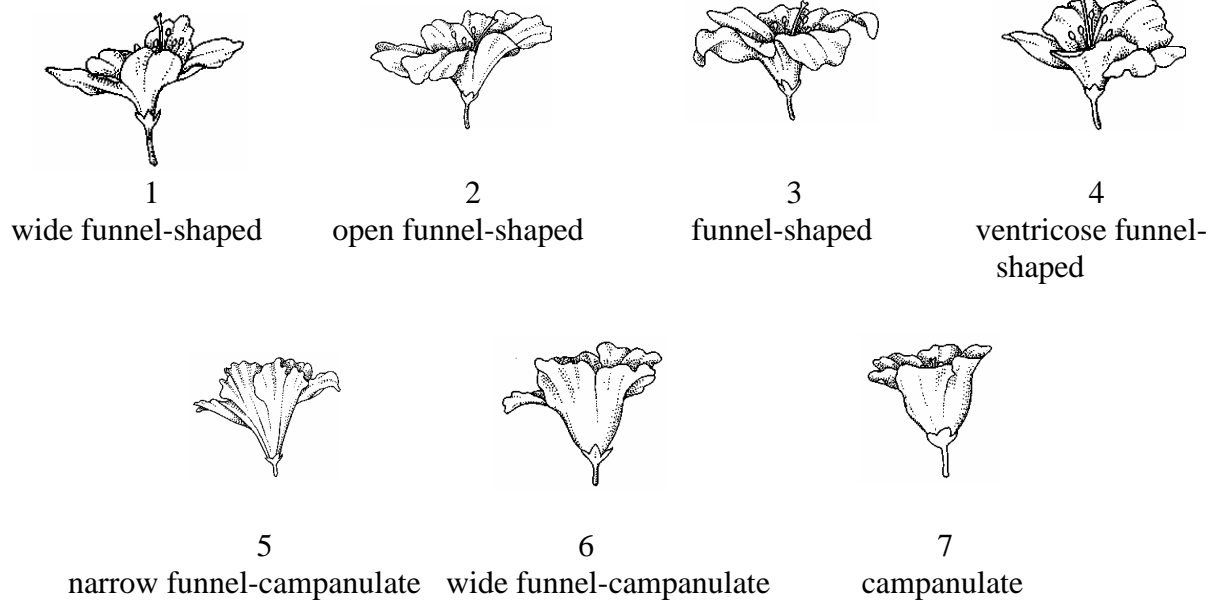 1 2 3 4
wide funnel-shaped open funnel-shaped funnel-shaped ventricose funnel-
shaped
5 6 7
narrow funnel-campanulate wide funnel-campanulate campanulate